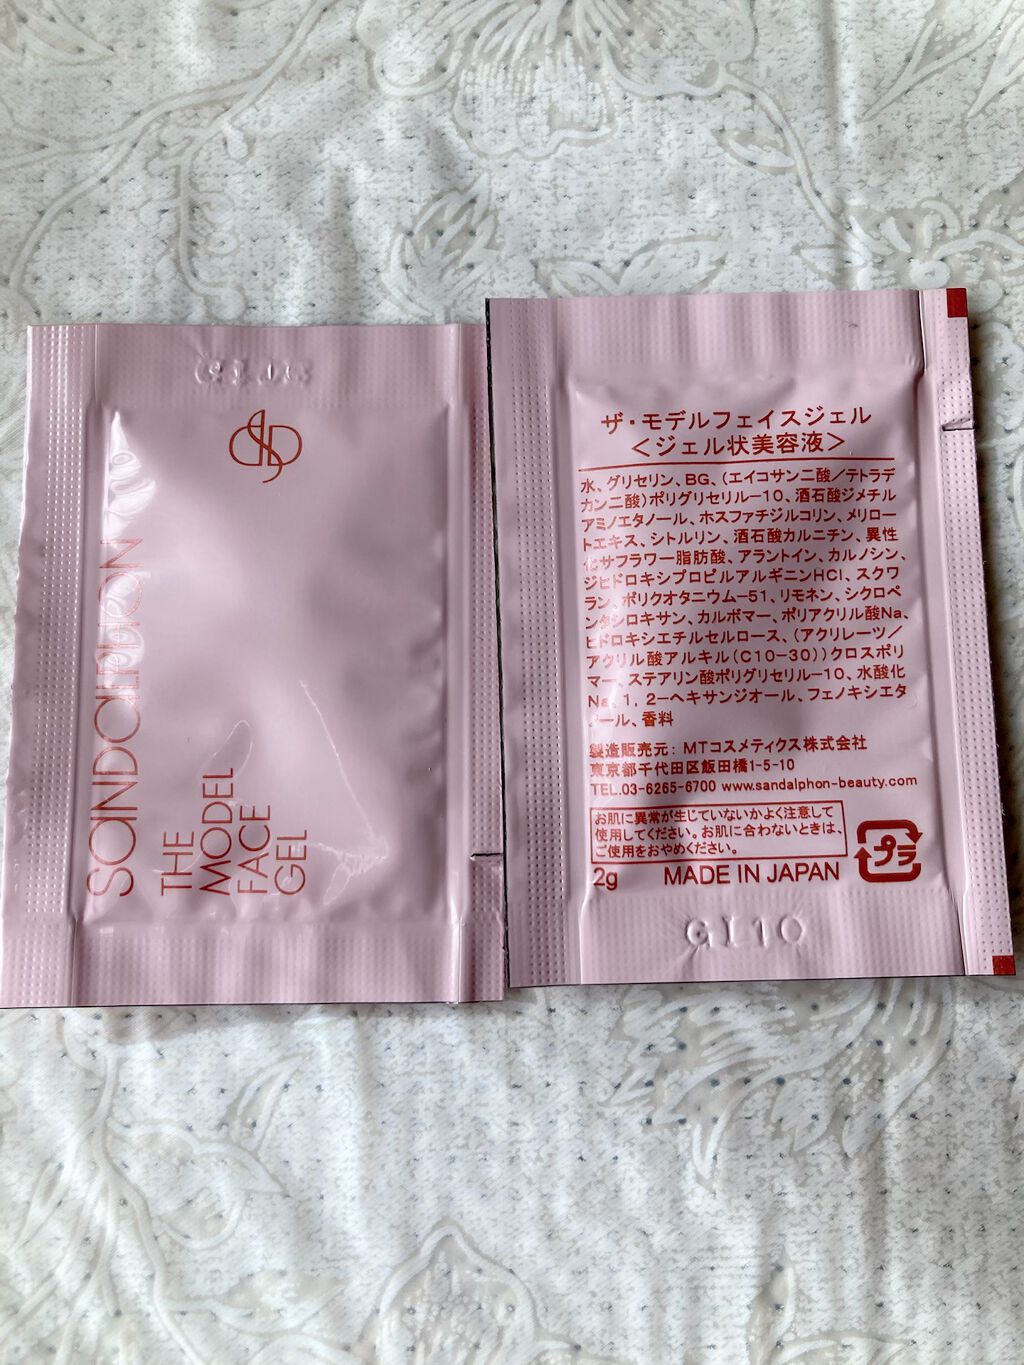 SANDALPHON
THE
MODEL
FACE
GEL
ザ・モデルフェイスジェル
＜ジェル状美容液＞
水、グリセリン、BG、（エイコサン二酸／テトラデ
カン二酸）ポリグリセリル-10、酒石酸ジメチル
アミノエタノール、ホスファチジルコリン、メリロー
トエキス、シトルリン、酒石酸カルニチン、異性
化サフラワー脂肪酸、アラントイン、カルノシン、
ジヒドロキシプロピルアルギニンHCl、スクワ
ラン、ポリクオタニウム-51、リモネン、シクロペ
ンタシロキサン、カルボマー、ポリアクリル酸Na、
ヒドロキシエチルセルロース、（アクリレーツ／
アクリル酸アルキル（C10-30））クロスポリ
マー、ステアリン酸ポリグリセリル-10、水酸化
Na、1，2-ヘキサンジオール、フェノキシエタ
ノール、香料
製造販売元：MTコスメティクス株式会社
東京都千代田区飯田橋1-5-10
TEL.03-6265-6700 www.sandalphon-beauty.com
お肌に異常が生じていないかよく注意して
使用してください。お肌に合わないときは、
ご使用をおやめください。
プラ
2g MADE IN JAPAN
GI10